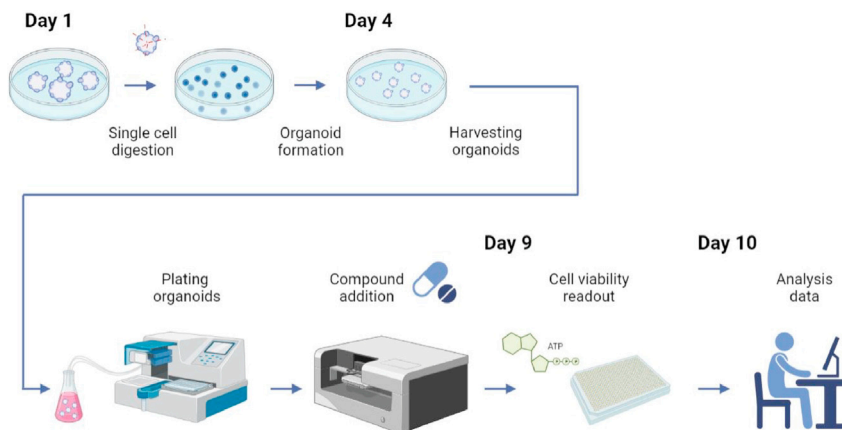 Day 1
Day 4
Single cell
digestion
Organoid
formation
Harvesting
organoids
Day 9
Day 10
Plating
organoids
Compound
addition
Cell viability
readout
Analysis
data
ATP